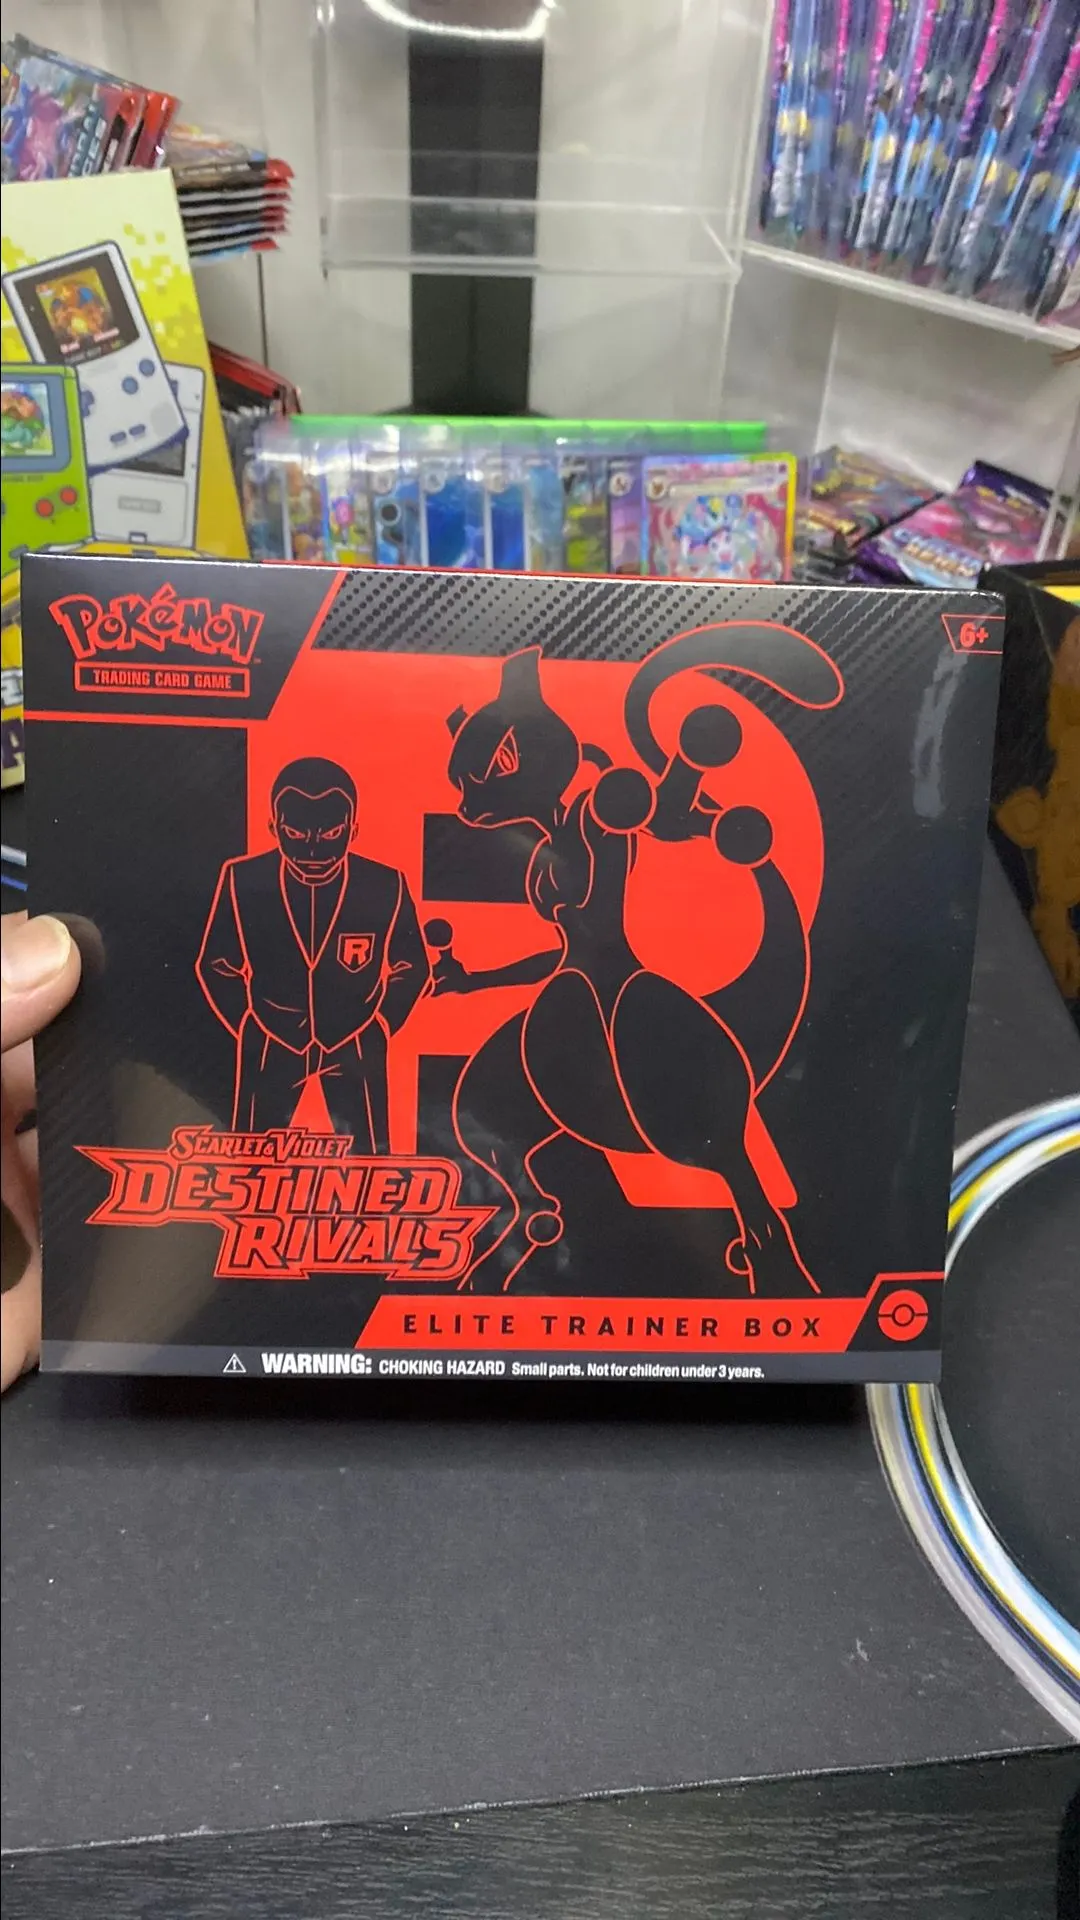 POKéMON
TRADING CARD GAME
6+
R
SCARLET & VIOLET
DESTINED
RIVALS
ELITE TRAINER BOX
WARNING: CHOKING HAZARD Small parts. Not for children under 3 years.